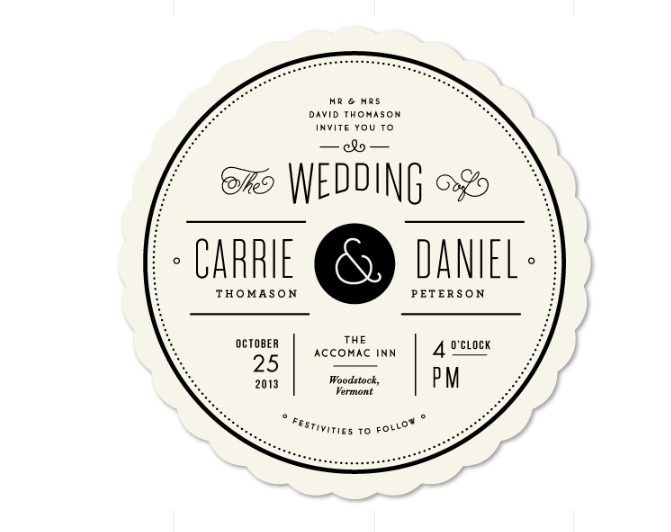 MR & MRS
DAVID THOMASON
INVITE YOU TO
The WEDDING of
CARRIE & DANIEL
THOMASON PETERSON
OCTOBER
25
2013
THE
ACCOMAC INN
Woodstock,
Vermont
4 O'CLOCK
PM
FESTIVITIES TO FOLLOW